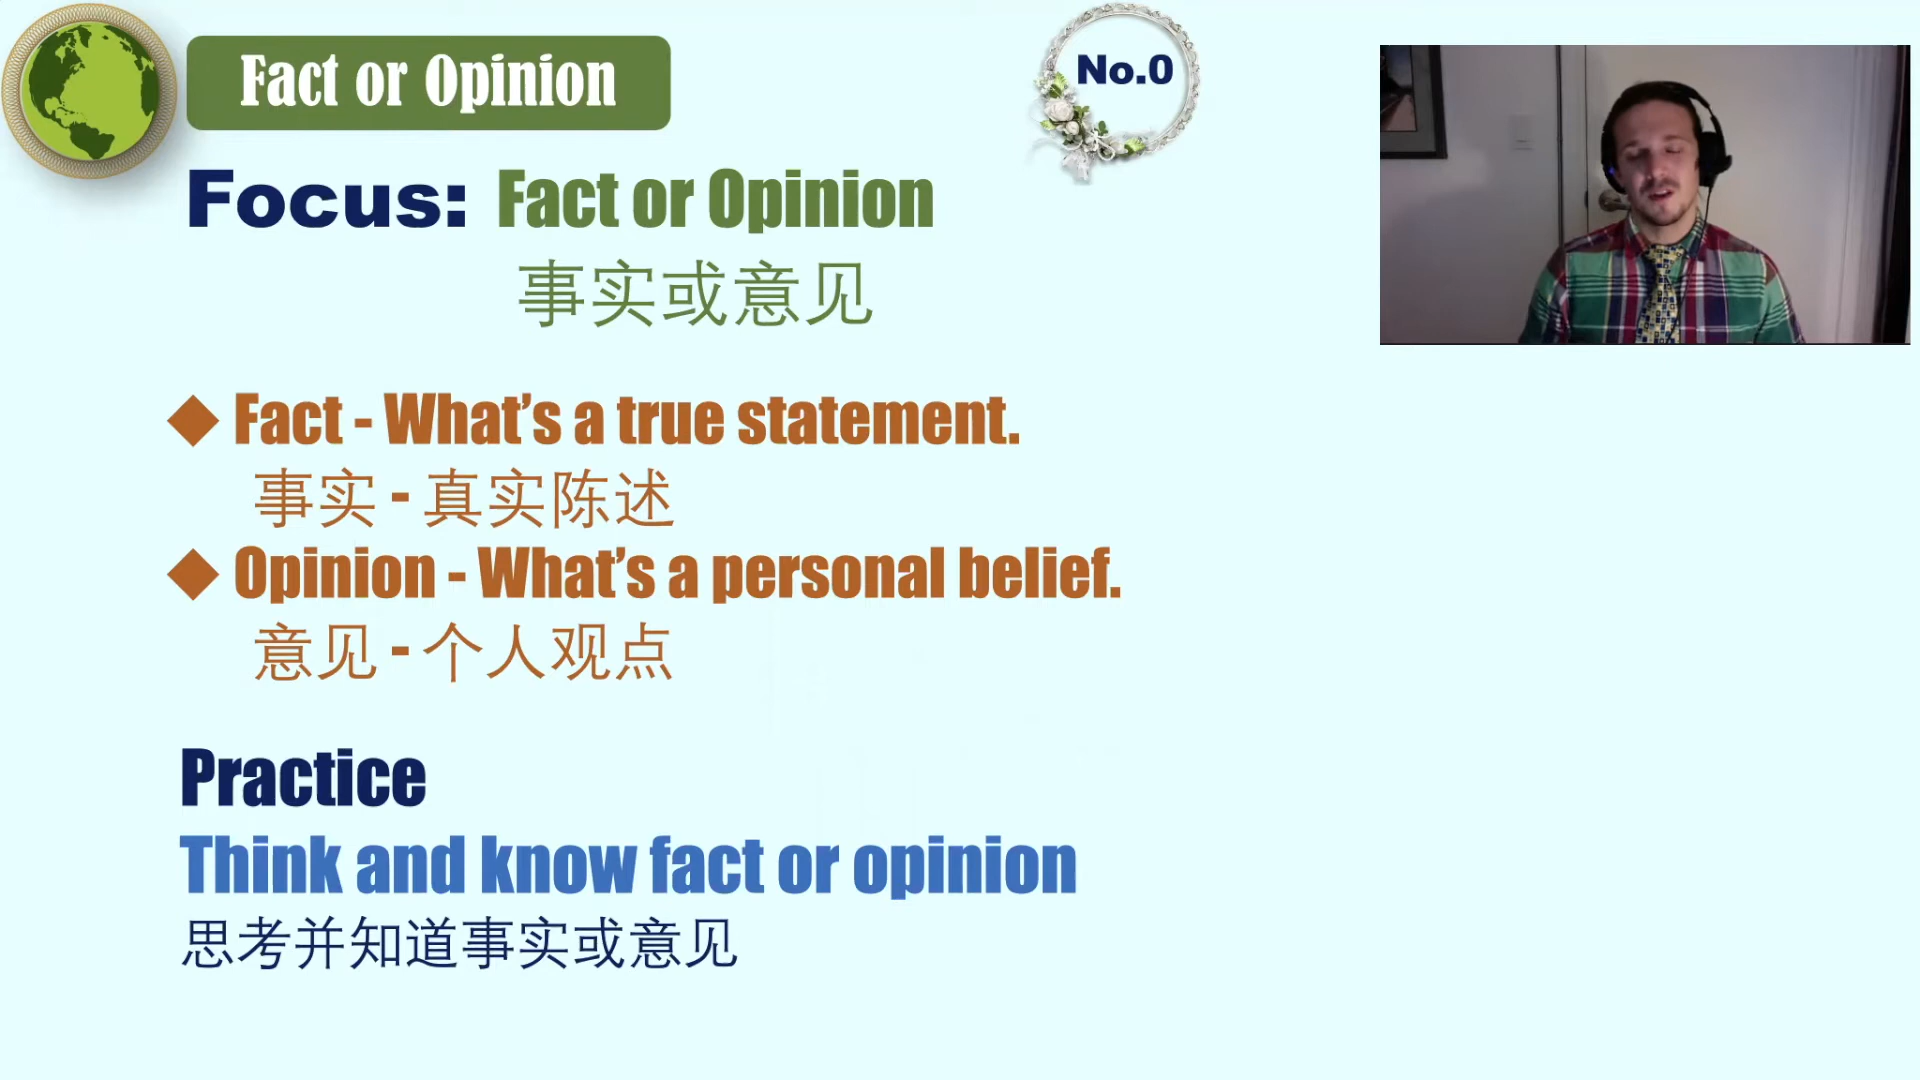 Fact or Opinion
No.0
Focus: Fact or Opinion
事实或意见
Fact - What's a true statement.
事实 - 真实陈述
Opinion - What's a personal belief.
意见 - 个人观点
Practice
Think and know fact or opinion
思考并知道事实或意见